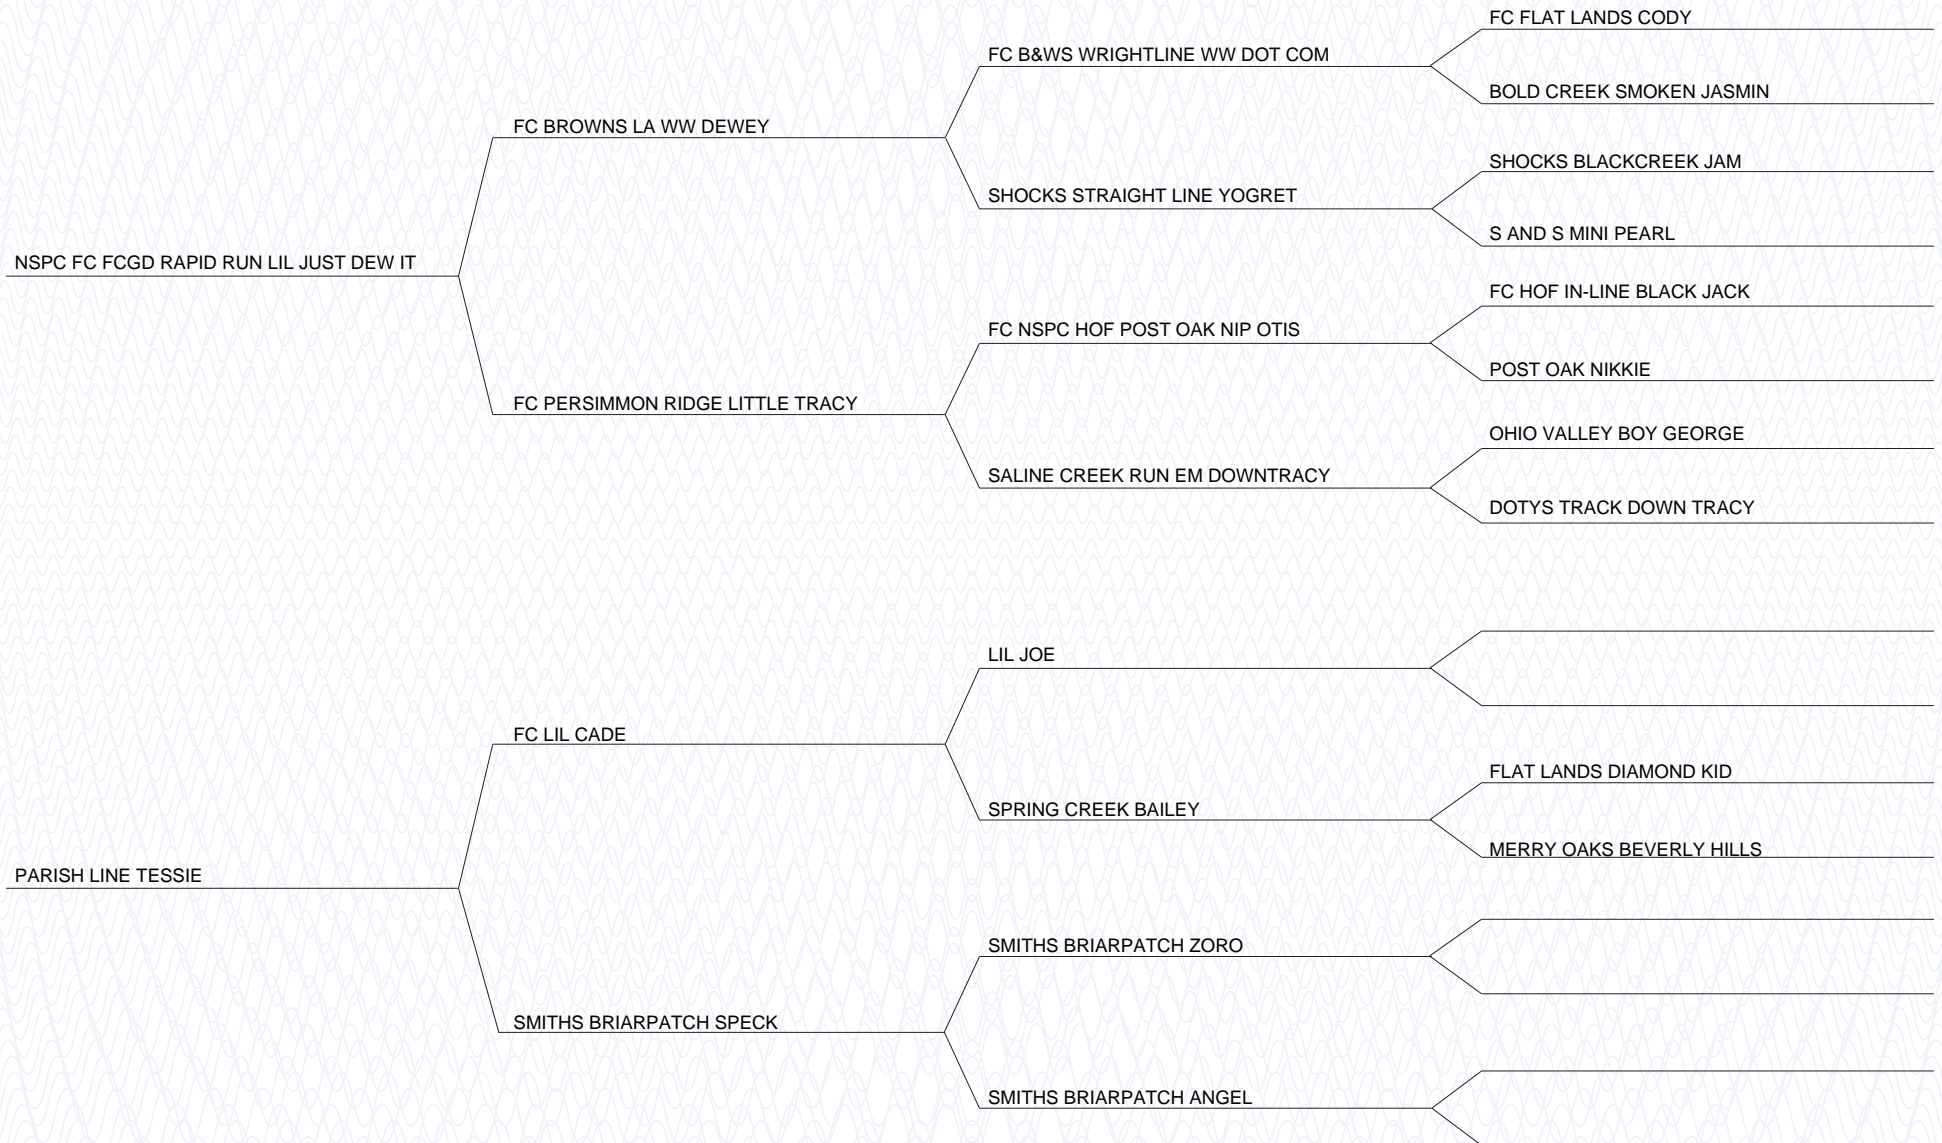 FC FLAT LANDS CODY
FC B&WS WRIGHTLINE WW DOT COM
BOLD CREEK SMOKEN JASMIN
FC BROWNS LA WW DEWEY
SHOCKS BLACKCREEK JAM
SHOCKS STRAIGHT LINE YOGRET
S AND S MINI PEARL
NSPC FC FCGD RAPID RUN LIL JUST DEW IT
FC HOF IN-LINE BLACK JACK
FC NSPC HOF POST OAK NIP OTIS
POST OAK NIKKIE
FC PERSIMMON RIDGE LITTLE TRACY
OHIO VALLEY BOY GEORGE
SALINE CREEK RUN EM DOWNTRACY
DOTYS TRACK DOWN TRACY
LIL JOE
FC LIL CADE
FLAT LANDS DIAMOND KID
SPRING CREEK BAILEY
MERRY OAKS BEVERLY HILLS
PARISH LINE TESSIE
SMITHS BRIARPATCH ZORO
SMITHS BRIARPATCH SPECK
SMITHS BRIARPATCH ANGEL